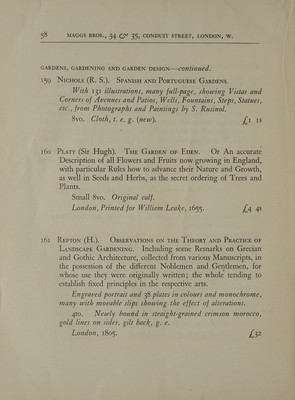 58 MAGGS BROS., 34 & 35, CONDUIT STREET, LONDON, W.
GARDENS, GARDENING AND GARDEN DESIGN—continued.
159 NICHOLS (R. S.). SPANISH AND PORTUGUESE GARDENS.
With 131 illustrations, many full-page, showing Vistas and
Corners of Avenues and Patios, Wells, Fountains, Steps, Statues,
etc., from Photographs and Paintings by S. Rusinol.
8vo. Cloth, t. e. g. (new). £1 1s
160 PLATT (Sir Hugh). THE GARDEN OF EDEN. Or An accurate
Description of all Flowers and Fruits now growing in England,
with particular Rules how to advance their Nature and Growth,
as well in Seeds and Herbs, as the secret ordering of Trees and
Plants.
Small 8vo. Original calf.
London, Printed for William Leake, 1655. £4 4s
161 REPTON (H.). OBSERVATIONS ON THE THEORY AND PRACTICE OF
LANDSCAPE GARDENING. Including some Remarks on Grecian
and Gothic Architecture, collected from various Manuscripts, in
the possession of the different Noblemen and Gentlemen, for
whose use they were originally written; the whole tending to
establish fixed principles in the respective arts.
Engraved portrait and 38 plates in colours and monochrome,
many with moveable slips showing the effect of alterations.
4to. Newly bound in straight-grained crimson morocco,
gold lines on sides, gilt back, g. e.
London, 1805. £32